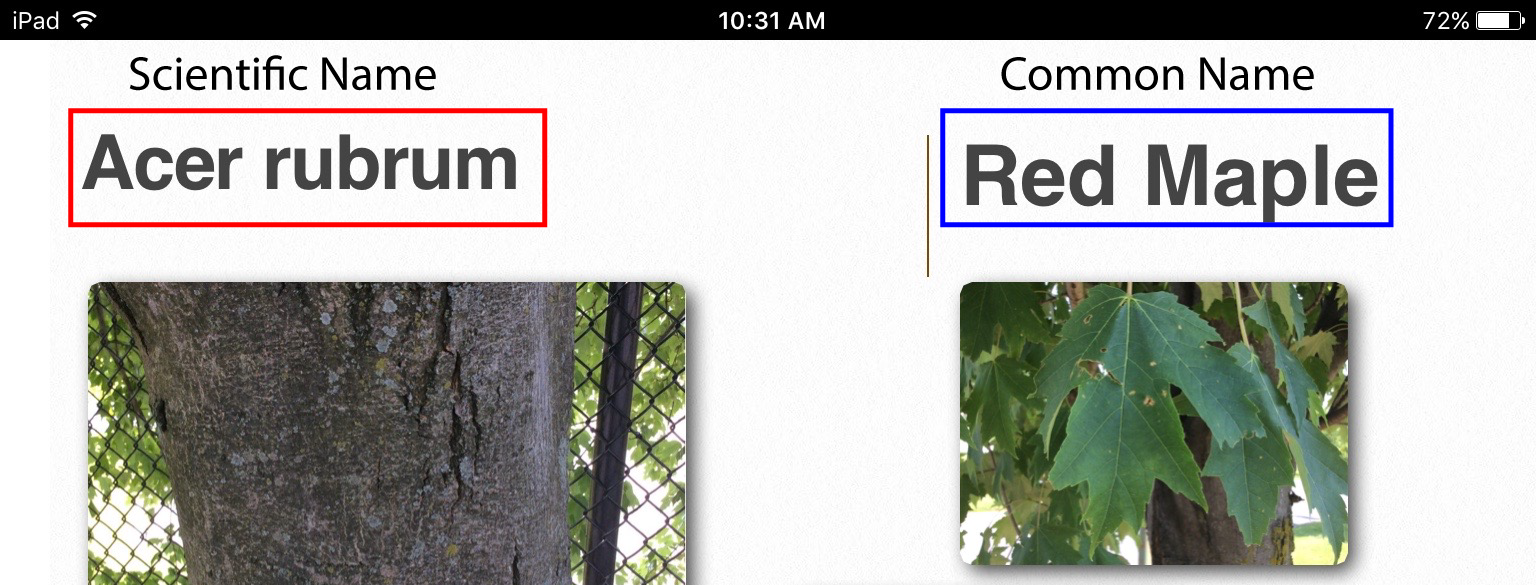 iPad 10:31 AM 72%
Scientific Name
Common Name
Acer rubrum
Red Maple